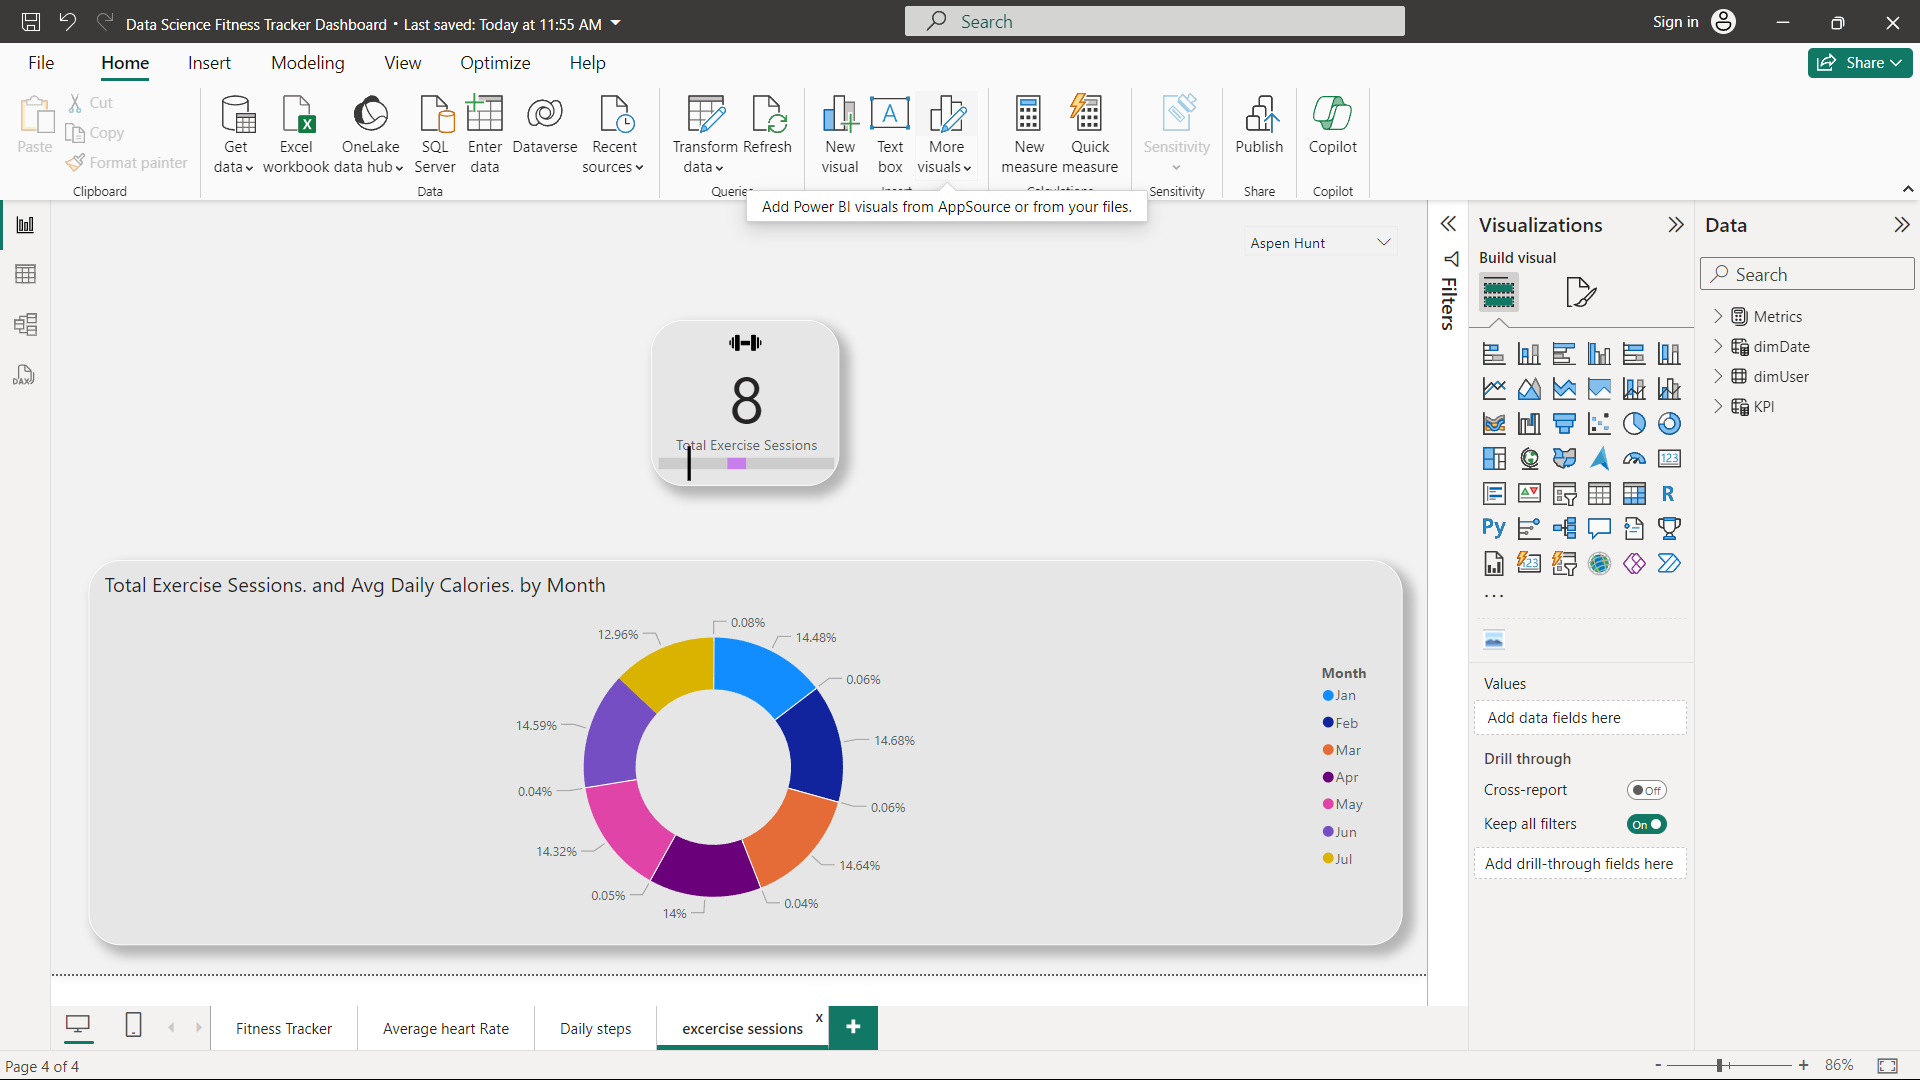 Data Science Fitness Tracker Dashboard • Last saved: Today at 11:55 AM
Search
Sign in
File
Home
Insert
Modeling
View
Optimize
Help
Share
Paste
Cut
Copy
Format painter
Clipboard
Get data
Excel workbook
OneLake data hub
SQL Server
Enter data
Dataverse
Recent sources
Data
Transform data
Refresh
New visual
Text box
More visuals
New measure
Quick measure
Sensitivity
Sensitivity
Publish
Share
Copilot
Copilot
Add Power BI visuals from AppSource or from your files.
Aspen Hunt
8
Total Exercise Sessions
Total Exercise Sessions. and Avg Daily Calories. by Month
0.08%
14.48%
0.06%
14.68%
0.06%
14.64%
0.04%
14%
0.05%
14.32%
0.04%
14.59%
12.96%
Month
Jan
Feb
Mar
Apr
May
Jun
Jul
Filters
Visualizations
Build visual
123
R
Py
123
...
Values
Add data fields here
Drill through
Cross-report
Off
Keep all filters
On
Add drill-through fields here
Data
Search
Metrics
dimDate
dimUser
KPI
DAX
Fitness Tracker
Average heart Rate
Daily steps
excercise sessions
x
+
Page 4 of 4
- + 86%